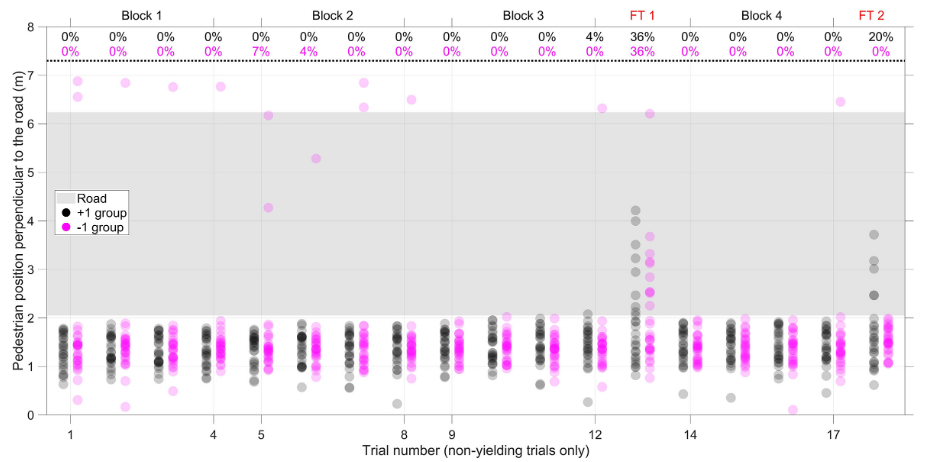 Block 1 Block 2 Block 3 FT 1 Block 4 FT 2
8
0% 0% 0% 0% 0% 0% 0% 0% 0% 0% 0% 4% 36% 0% 0% 0% 0% 20%
0% 0% 0% 0% 7% 4% 0% 0% 0% 0% 0% 0% 36% 0% 0% 0% 0% 0%
7
6
5
4
3
2
1
0
Pedestrian position perpendicular to the road (m)
Road
+1 group
-1 group
1 4 5 8 9 12 14 17
Trial number (non-yielding trials only)